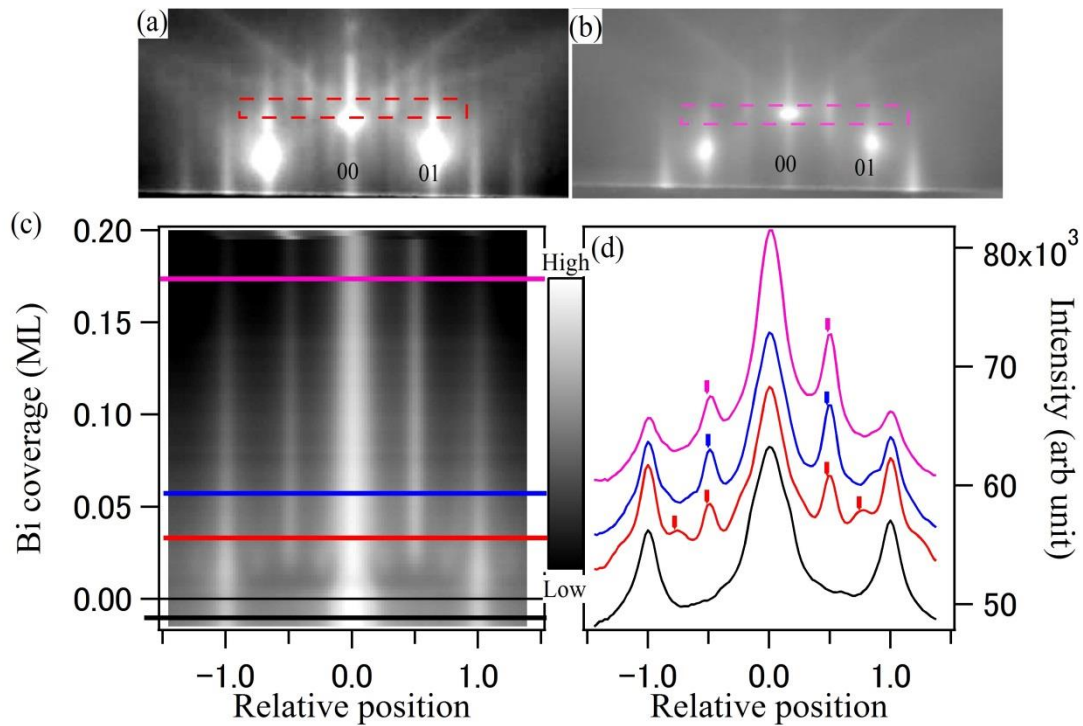 (a)
00
01
(b)
00
01
(c)
Bi coverage (ML)
0.20
0.15
0.10
0.05
0.00
-1.0
0.0
1.0
Relative position
High
Low
(d)
80x10³
70
60
50
Intensity (arb unit)
-1.0
0.0
1.0
Relative position